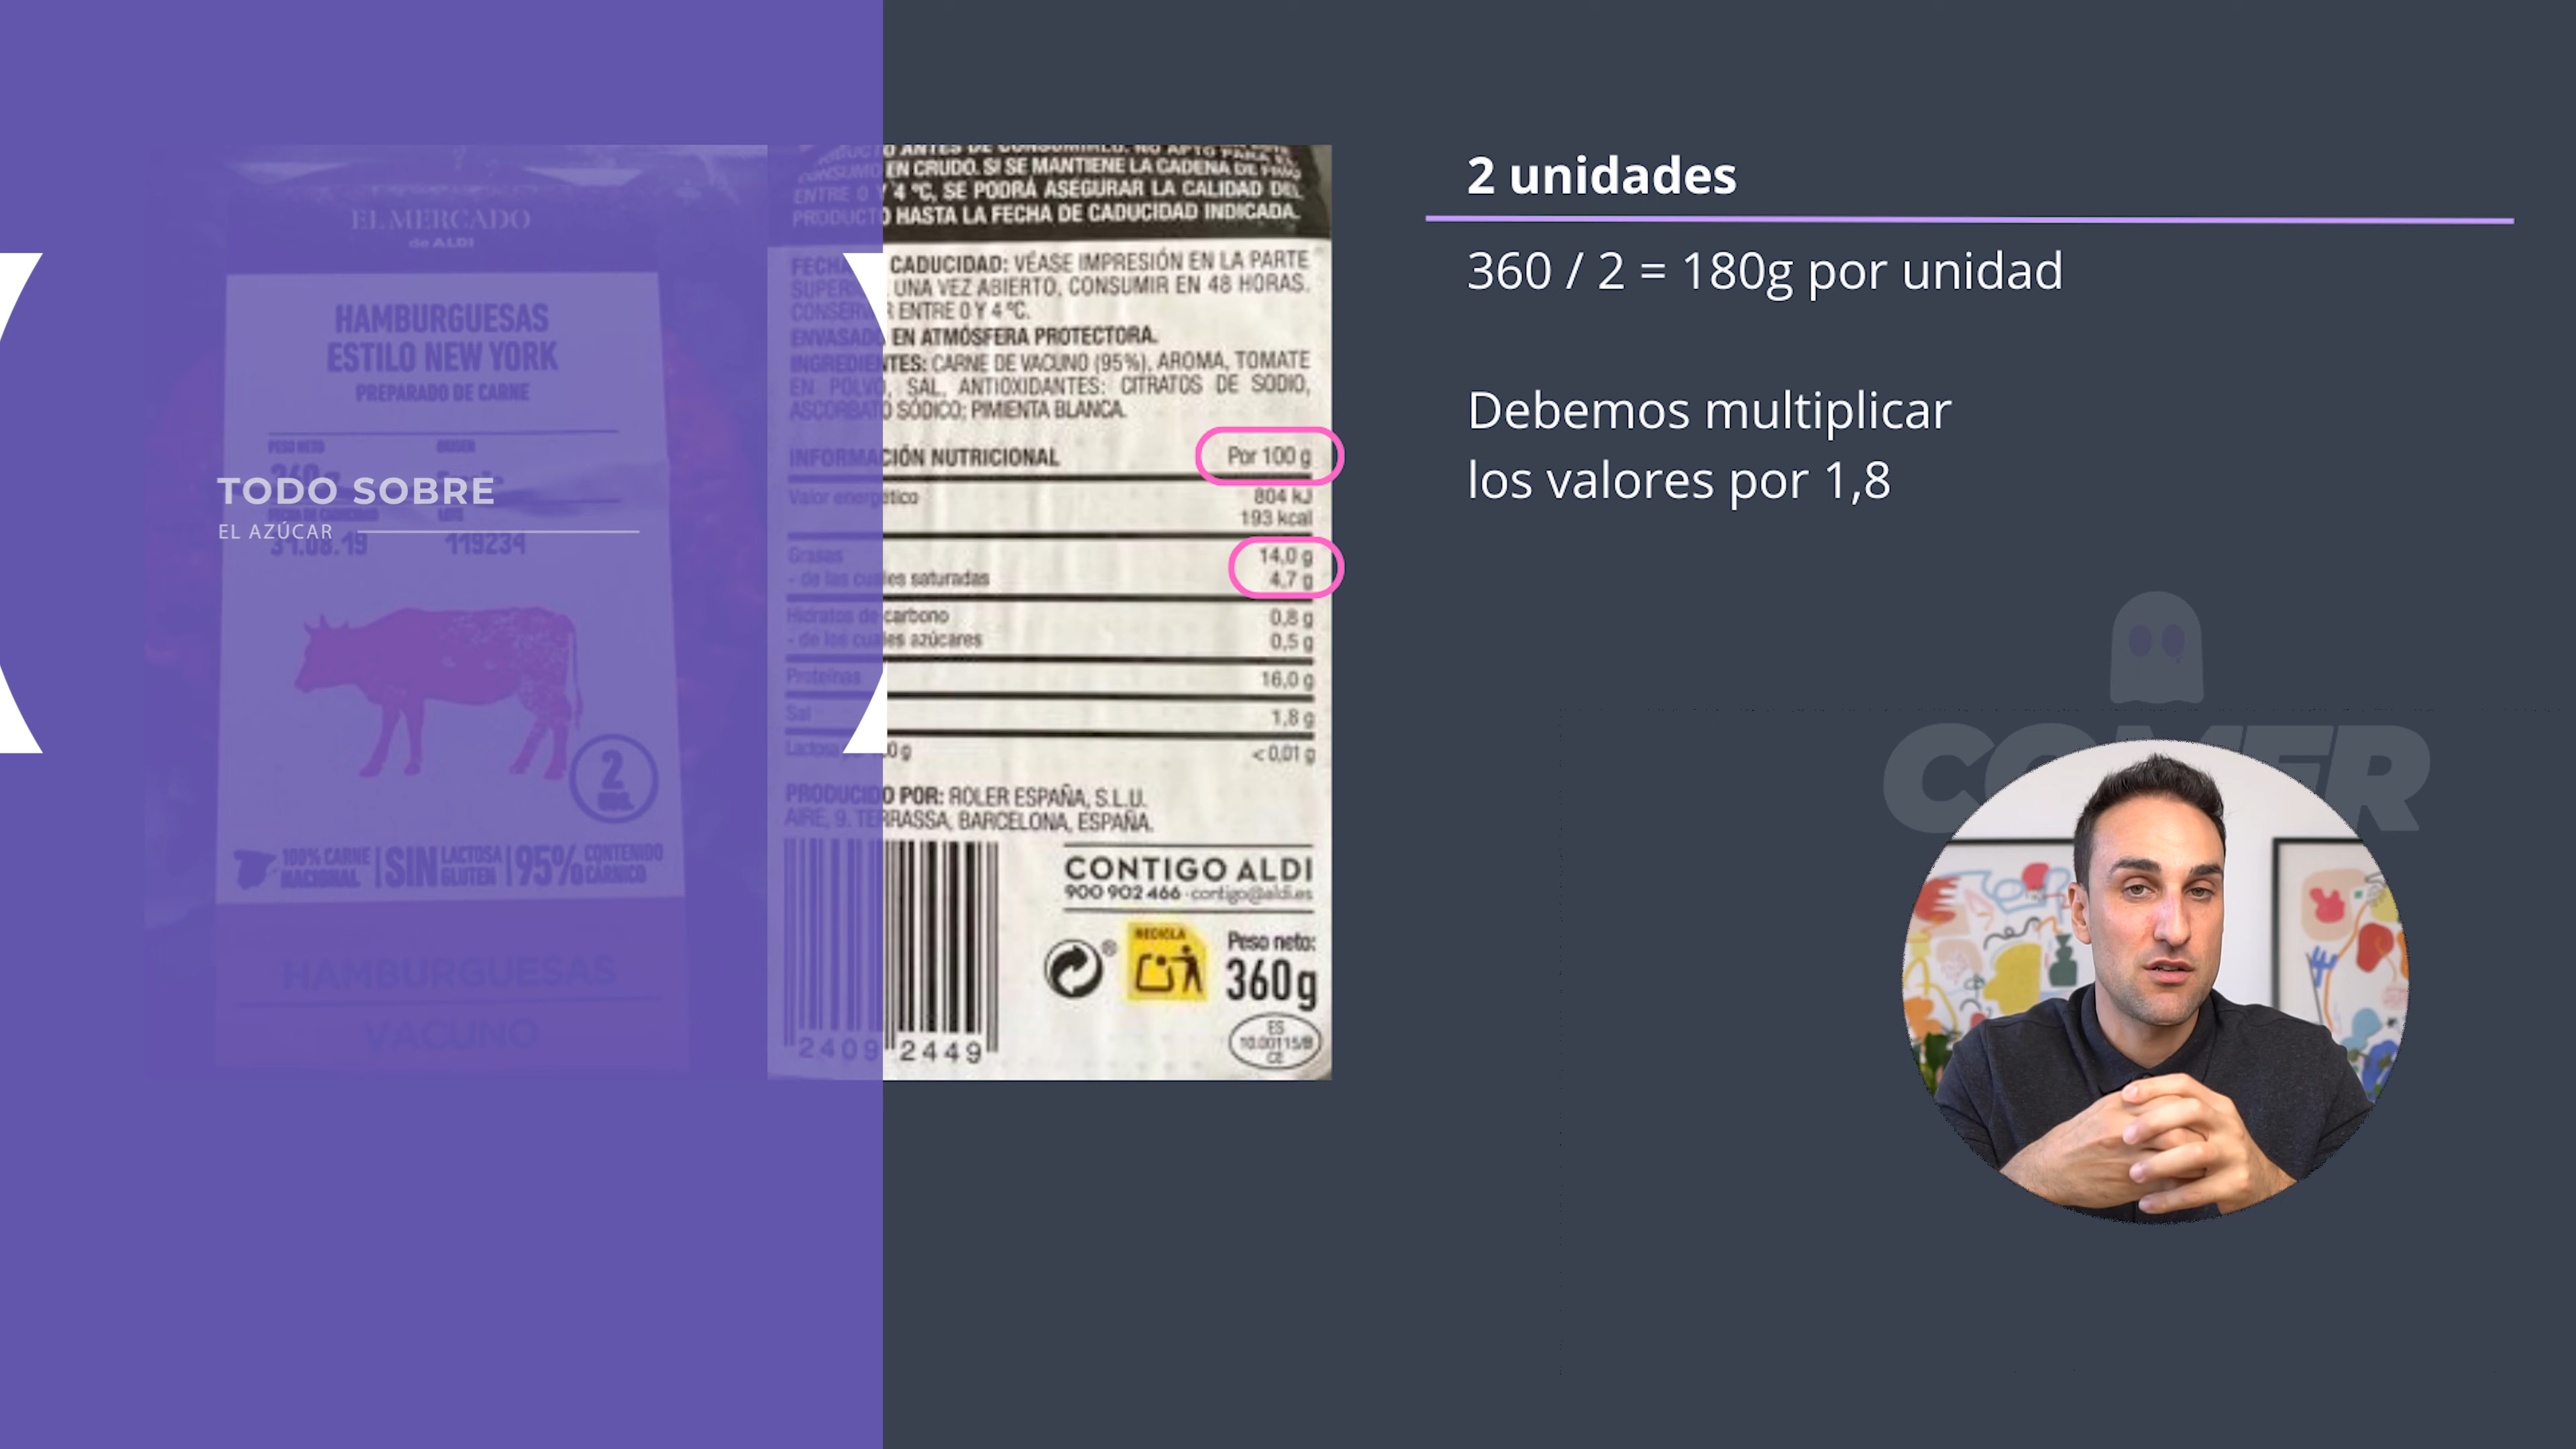 EL MERCADO
de ALDI
HAMBURGUESAS
ESTILO NEW YORK
PREPARADO DE CARNE
PESO NETO
ORIGEN
TODO SOBRE
EL AZÚCAR
31.08.19
119234
2
100% CARNE
NACIONAL
SIN
LACTOSA
GLUTEN
95%
CONTENIDO
CÁRNICO
HAMBURGUESAS
VACUNO
CONSUMO EN CRUDO. SI SE MANTIENE LA CADENA DE FRÍO
ENTRE 0 Y 4 ºC, SE PODRÁ ASEGURAR LA CALIDAD DEL
PRODUCTO HASTA LA FECHA DE CADUCIDAD INDICADA.
FECHA CADUCIDAD: VÉASE IMPRESIÓN EN LA PARTE
UNA VEZ ABIERTO, CONSUMIR EN 48 HORAS.
ENTRE 0 Y 4 ºC.
ENVASADO EN ATMÓSFERA PROTECTORA.
INGREDIENTES: CARNE DE VACUNO (95%), AROMA, TOMATE
EN POLVO, SAL, ANTIOXIDANTES: CITRATOS DE SODIO,
ASCORBATO SÓDICO; PIMIENTA BLANCA.
INFORMACIÓN NUTRICIONAL Por 100 g
Valor energético 804 kJ
193 kcal
Grasas 14,0 g
- de las cuales saturadas 4,7 g
Hidratos de carbono 0,8 g
- de los cuales azúcares 0,5 g
Proteínas 16,0 g
Sal 1,8 g
Lactosa 0 g <0,01 g
PRODUCIDO POR: ROLER ESPAÑA, S.L.U.
AIRE, 9. TERRASSA, BARCELONA, ESPAÑA.
CONTIGO ALDI
900 902 466 · contigo@aldi.es
RECICLA
Peso neto:
360g
ES
10.00115/B
CE
2409 2449
2 unidades
360 / 2 = 180g por unidad
Debemos multiplicar
los valores por 1,8
COMER